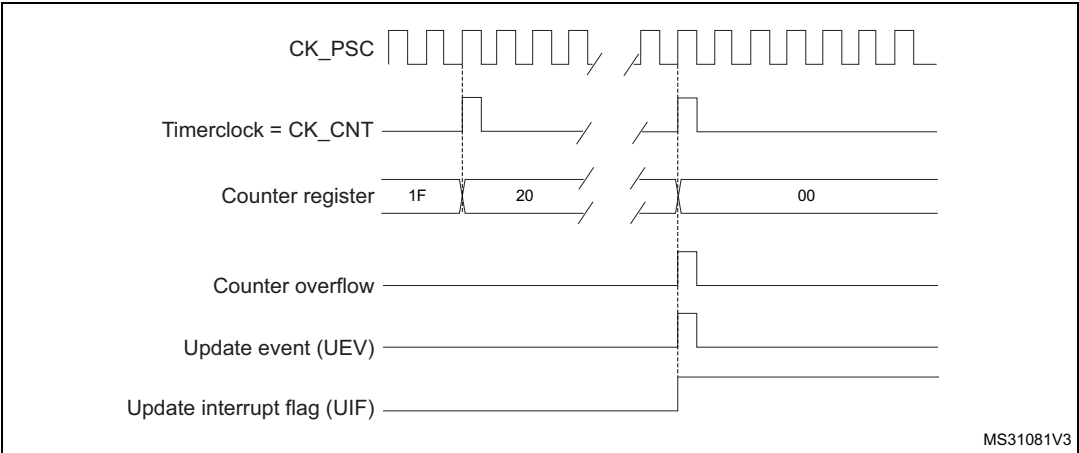 CK_PSC
Timerclock = CK_CNT
Counter register 1F 20 00
Counter overflow
Update event (UEV)
Update interrupt flag (UIF)
MS31081V3